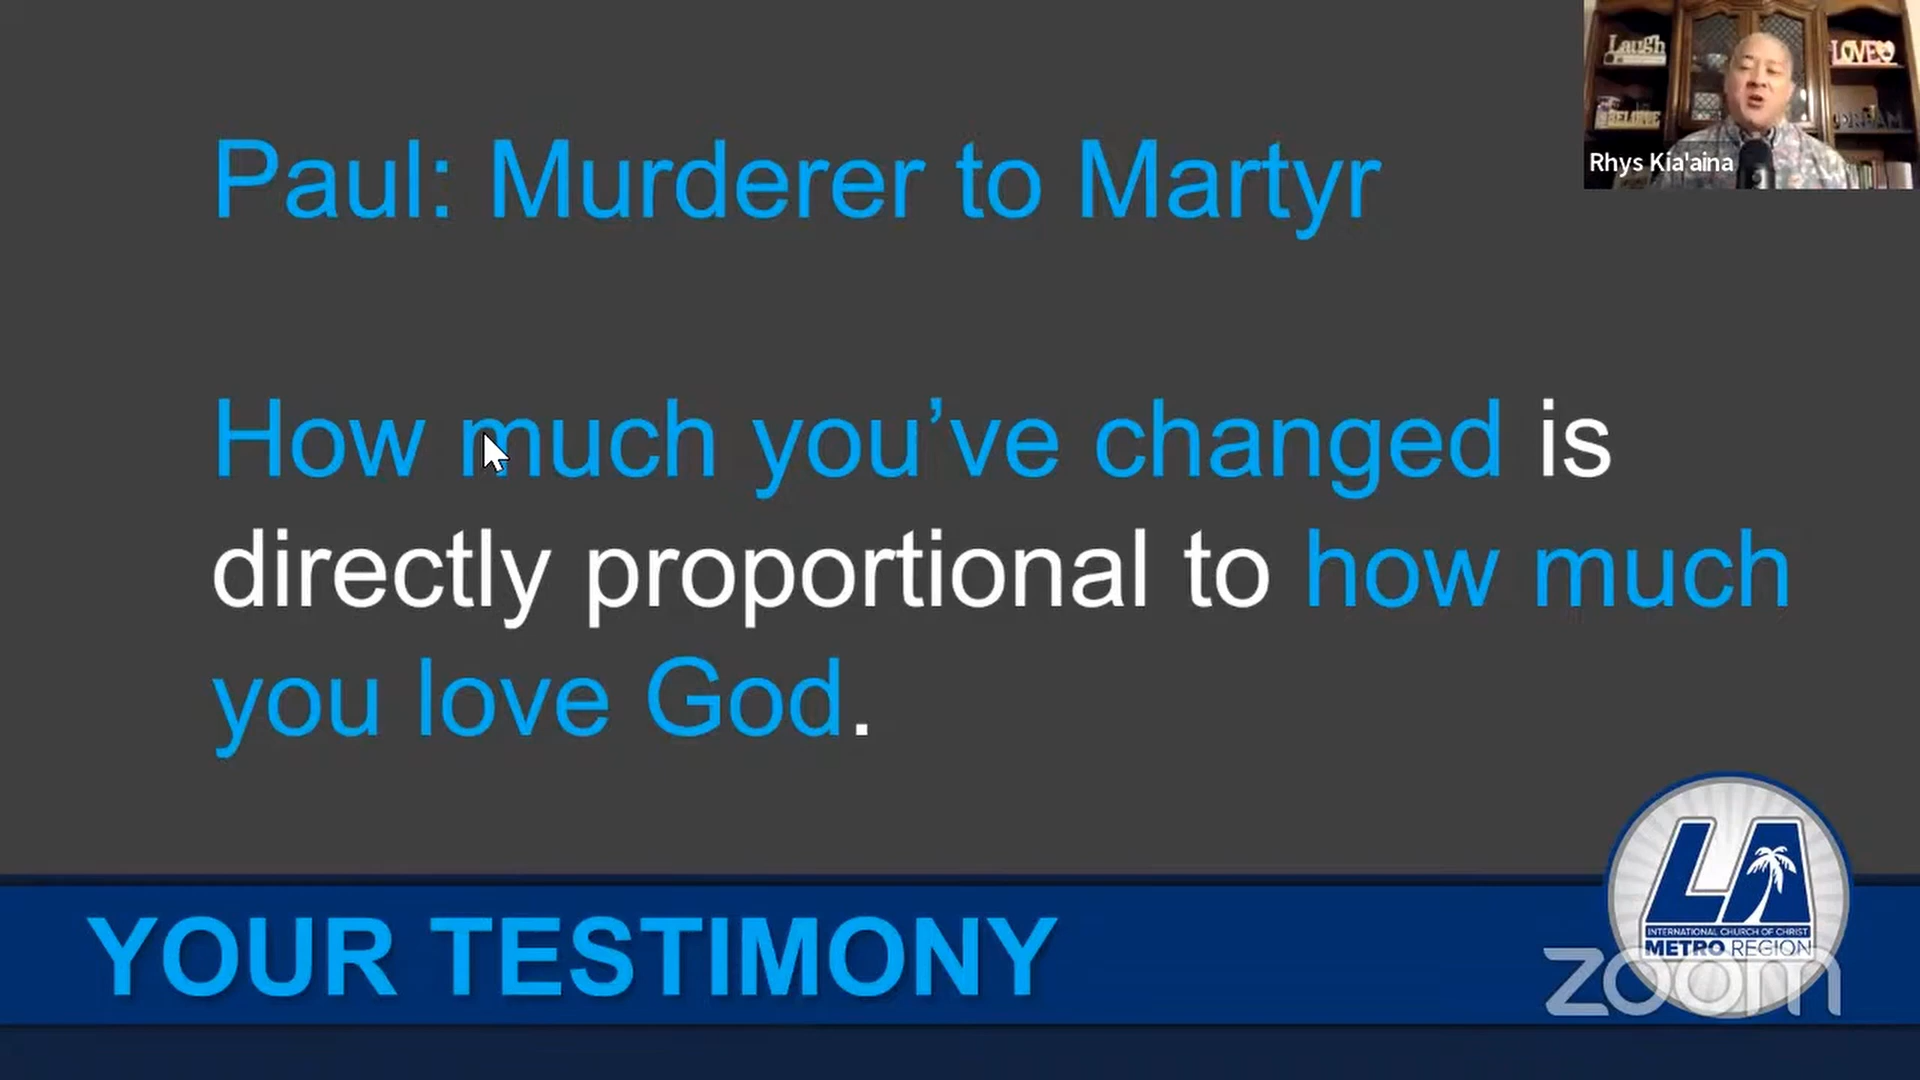 Paul: Murderer to Martyr
Laugh
LOVE
BELIEVE
DREAM
Rhys Kia'aina
How much you’ve changed is
directly proportional to how much
you love God.
YOUR TESTIMONY
LA
INTERNATIONAL CHURCH OF CHRIST
METRO REGION
zoom